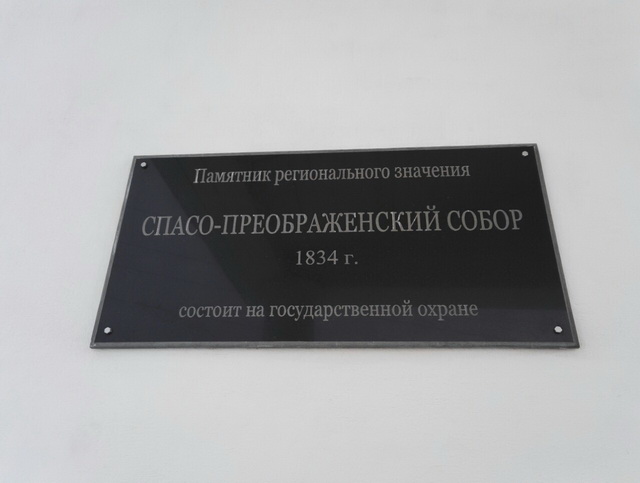 Памятник регионального значения
СПАСО-ПРЕОБРАЖЕНСКИЙ СОБОР
1834 г.
состоит на государственной охране